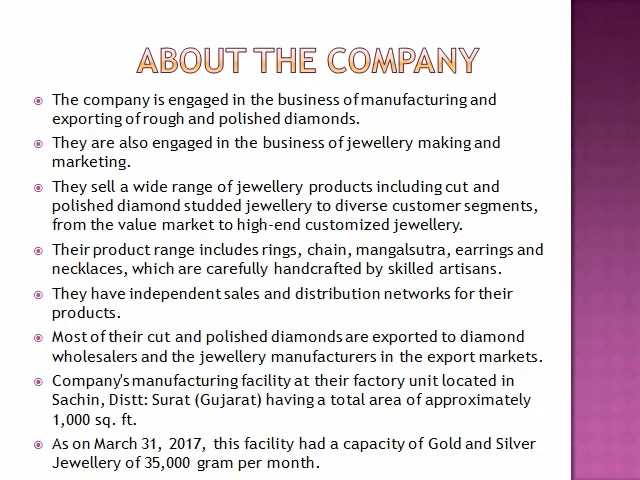 ABOUT THE COMPANY
The company is engaged in the business of manufacturing and
exporting of rough and polished diamonds.
They are also engaged in the business of jewellery making and
marketing.
They sell a wide range of jewellery products including cut and
polished diamond studded jewellery to diverse customer segments,
from the value market to high-end customized jewellery.
Their product range includes rings, chain, mangalsutra, earrings and
necklaces, which are carefully handcrafted by skilled artisans.
They have independent sales and distribution networks for their
products.
Most of their cut and polished diamonds are exported to diamond
wholesalers and the jewellery manufacturers in the export markets.
Company's manufacturing facility at their factory unit located in
Sachin, Distt: Surat (Gujarat) having a total area of approximately
1,000 sq. ft.
As on March 31, 2017, this facility had a capacity of Gold and Silver
Jewellery of 35,000 gram per month.